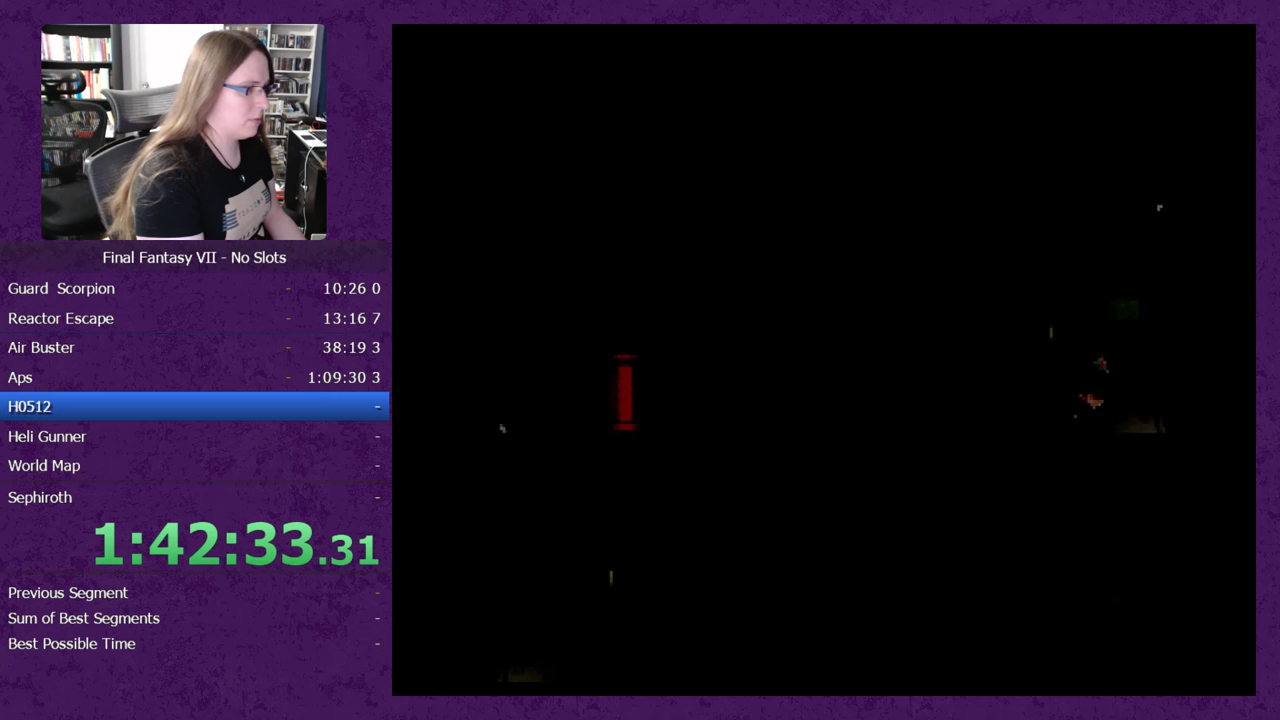 Final Fantasy VII - No Slots
Guard Scorpion - 10:26 0
Reactor Escape - 13:16 7
Air Buster - 38:19 3
Aps - 1:09:30 3
H0512 -
Heli Gunner -
World Map -
Sephiroth -
1:42:33.31
Previous Segment -
Sum of Best Segments -
Best Possible Time -